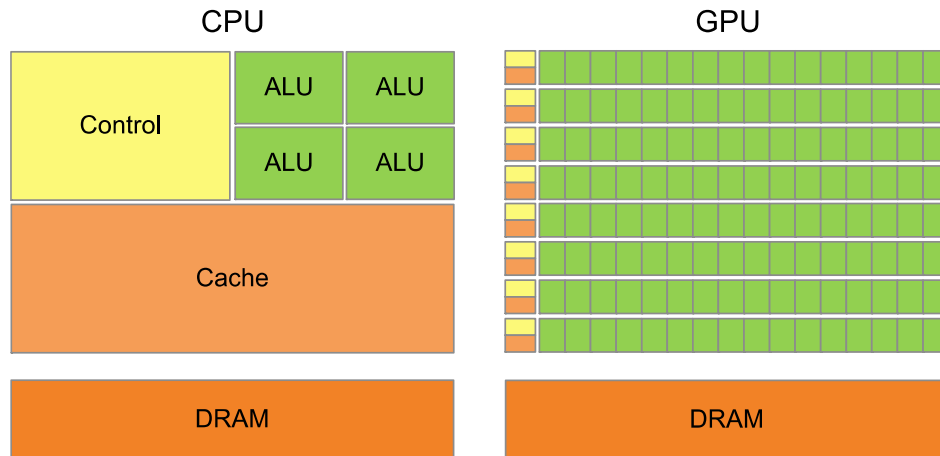 CPU
GPU
Control
ALU
ALU
ALU
ALU
Cache
DRAM
DRAM